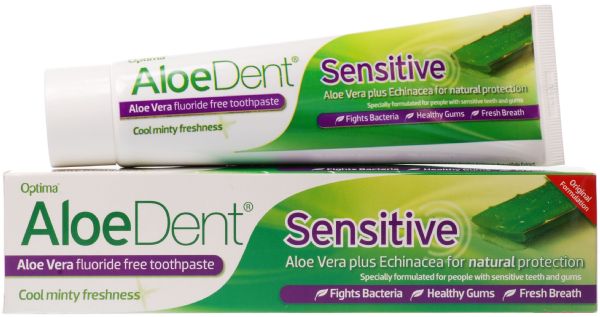 Optima
AloeDent®
Aloe Vera fluoride free toothpaste
Cool minty freshness
Sensitive
Aloe Vera plus Echinacea for natural protection
Specially formulated for people with sensitive teeth and gums
Fights Bacteria Healthy Gums Fresh Breath
Optima
AloeDent®
Aloe Vera fluoride free toothpaste
Cool minty freshness
Sensitive
Aloe Vera plus Echinacea for natural protection
Specially formulated for people with sensitive teeth and gums
Fights Bacteria Healthy Gums Fresh Breath
Original
Formulation